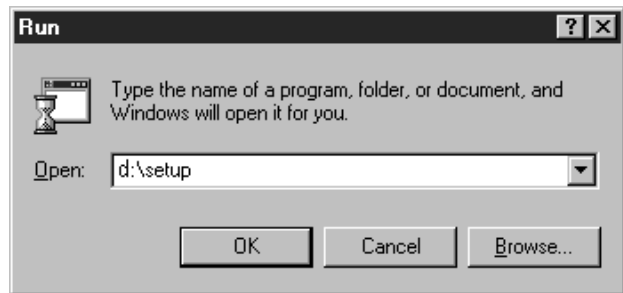 Run
Type the name of a program, folder, or document, and
Windows will open it for you.
Open: d:\setup
OK Cancel Browse...